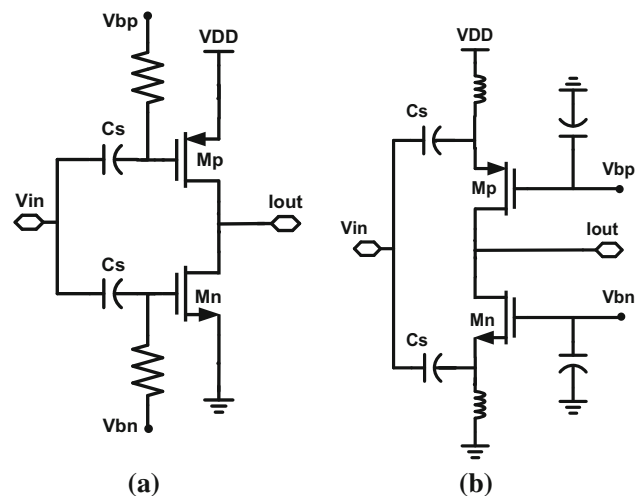 Vbp
VDD
Cs
Mp
Vin
Iout
Cs
Mn
Vbn
(a)
VDD
Cs
Mp
Vbp
Vin
Iout
Vbn
Mn
Cs
(b)